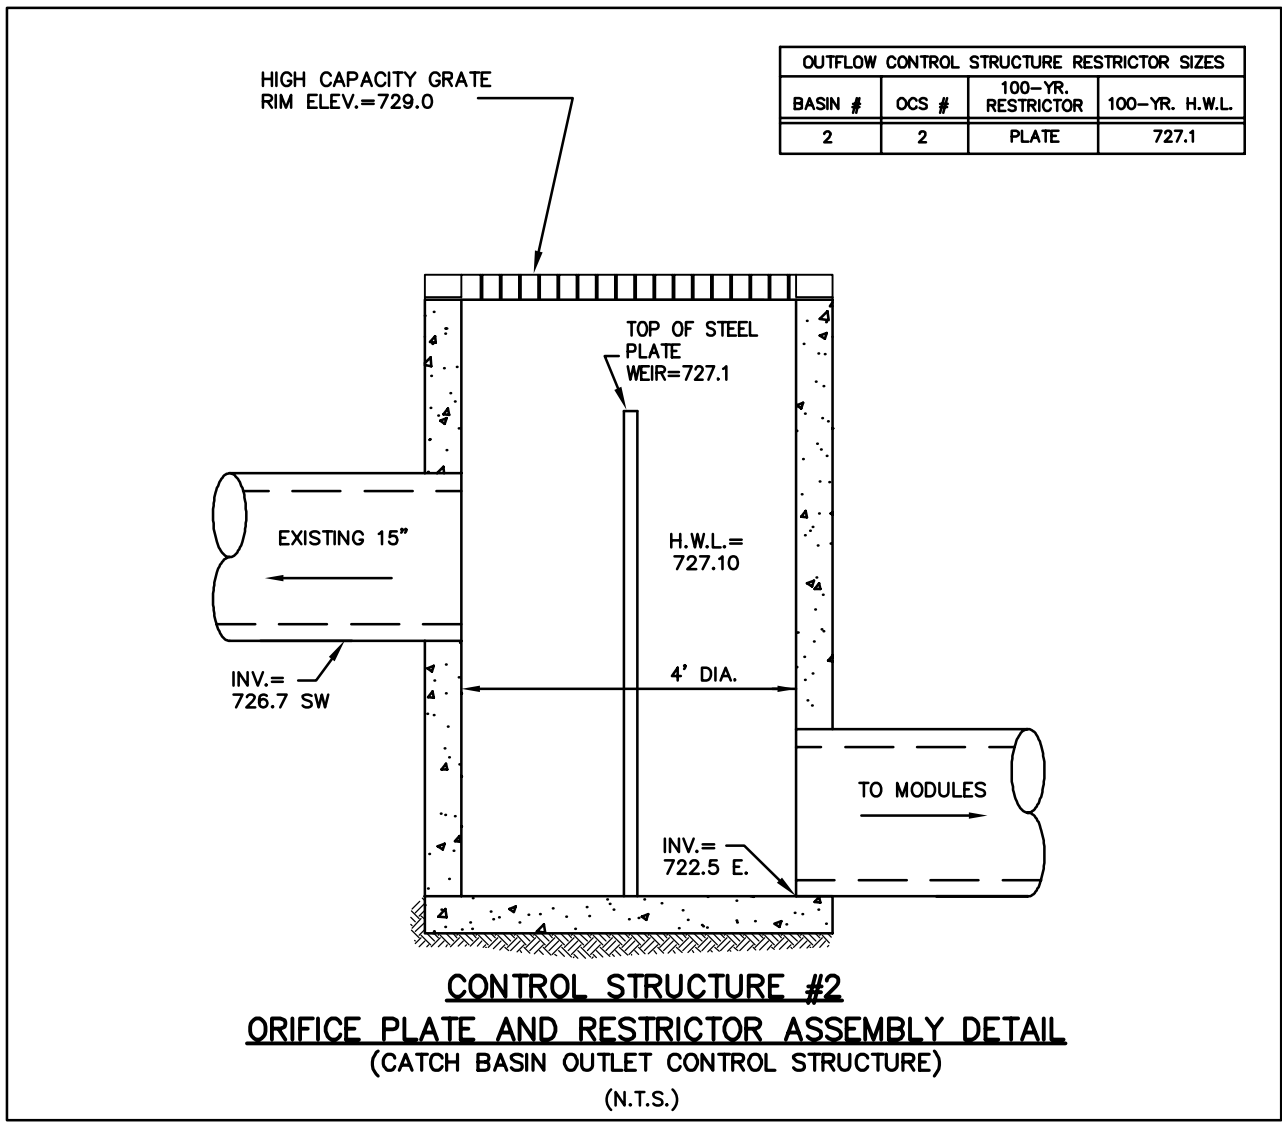 HIGH CAPACITY GRATE
RIM ELEV.=729.0
OUTFLOW CONTROL STRUCTURE RESTRICTOR SIZES
BASIN # OCS # 100-YR. RESTRICTOR 100-YR. H.W.L.
2 2 PLATE 727.1
TOP OF STEEL
PLATE
WEIR=727.1
EXISTING 15"
H.W.L.=
727.10
INV.=
726.7 SW
4' DIA.
TO MODULES
INV.=
722.5 E.
CONTROL STRUCTURE #2
ORIFICE PLATE AND RESTRICTOR ASSEMBLY DETAIL
(CATCH BASIN OUTLET CONTROL STRUCTURE)
(N.T.S.)